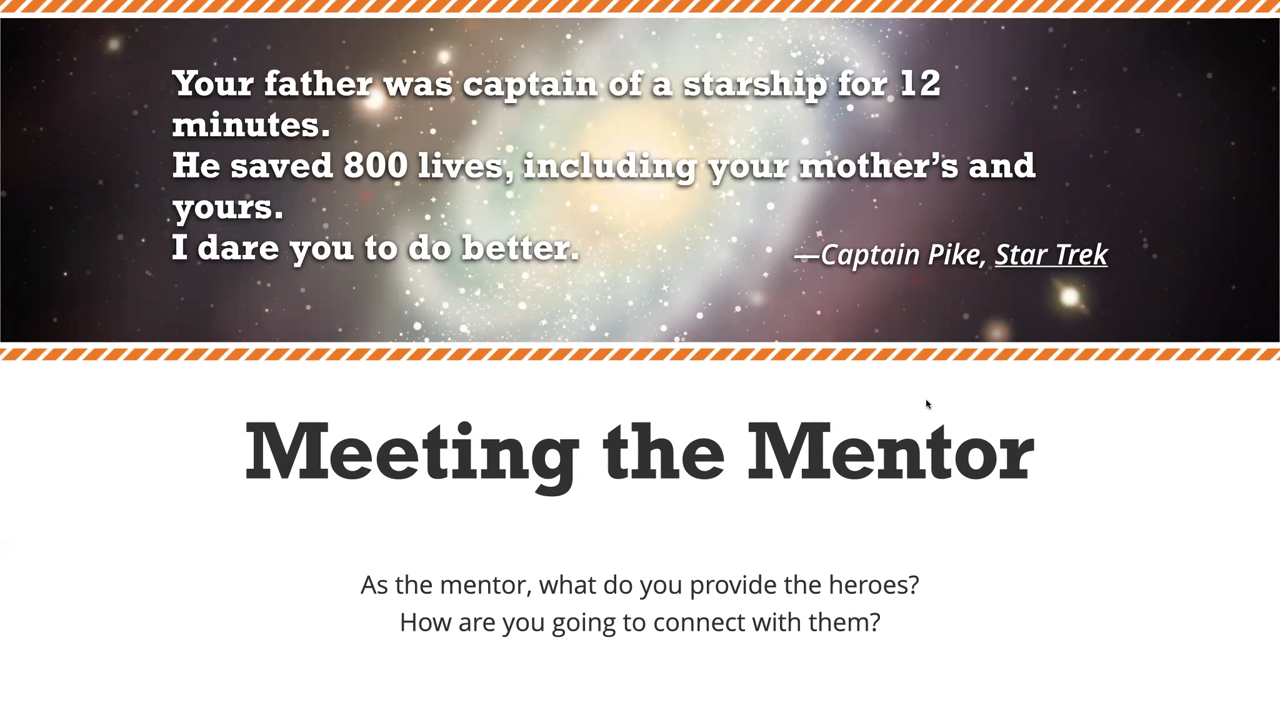 Your father was captain of a starship for 12
minutes.
He saved 800 lives, including your mother’s and
yours.
I dare you to do better.
—Captain Pike, Star Trek
Meeting the Mentor
As the mentor, what do you provide the heroes?
How are you going to connect with them?